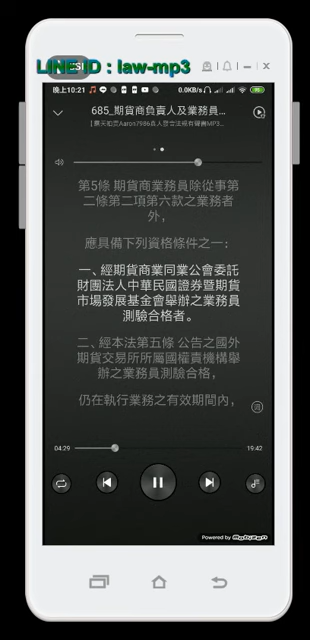 LINE ID : law-mp3
晚上10:21
0.0KB/s
685_期貨商負責人及業務員...
第5條 期貨商業務員除從事第
二條第二項第六款之業務者
外，
應具備下列資格條件之一：
一、經期貨商業同業公會委託
財團法人中華民國證券暨期貨
市場發展基金會舉辦之業務員
測驗合格者。
二、經本法第五條 公告之國外
期貨交易所所屬國權責機構舉
辦之業務員測驗合格，
仍在執行業務之有效期間內，
詞
04:29
19:42
Powered by Mobizen